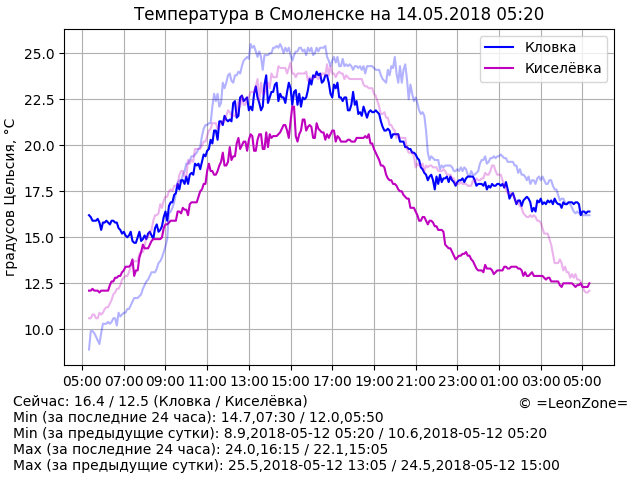 Температура в Смоленске на 14.05.2018 05:20
градусов Цельсия, °C
25.0
22.5
20.0
17.5
15.0
12.5
10.0
Кловка
Киселёвка
05:00 07:00 09:00 11:00 13:00 15:00 17:00 19:00 21:00 23:00 01:00 03:00 05:00
Сейчас: 16.4 / 12.5 (Кловка / Киселёвка)
© =LeonZone=
Min (за последние 24 часа): 14.7,07:30 / 12.0,05:50
Min (за предыдущие сутки): 8.9,2018-05-12 05:20 / 10.6,2018-05-12 05:20
Max (за последние 24 часа): 24.0,16:15 / 22.1,15:05
Max (за предыдущие сутки): 25.5,2018-05-12 13:05 / 24.5,2018-05-12 15:00